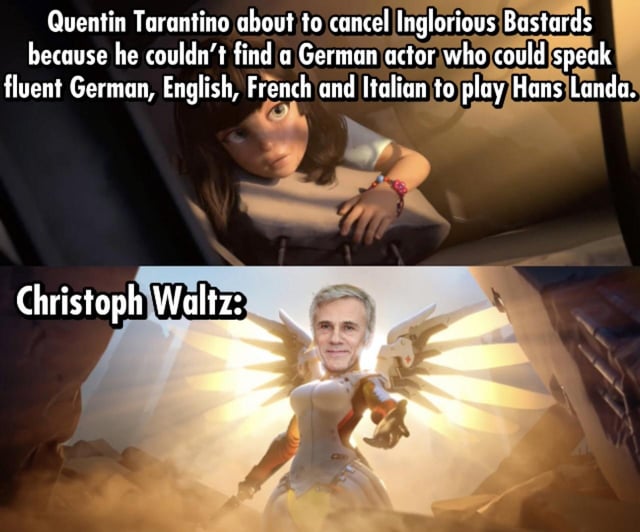 Quentin Tarantino about to cancel Inglorious Bastards
because he couldn't find a German actor who could speak
fluent German, English, French and Italian to play Hans Landa.
Christoph Waltz: